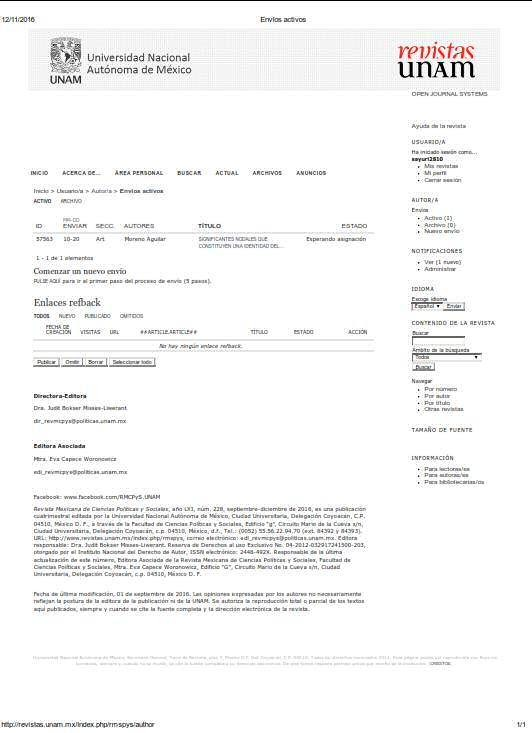 12/11/2016
Envíos activos
Universidad Nacional
Autónoma de México
UNAM
revistas
UNAM
OPEN JOURNAL SYSTEMS
Ayuda de la revista
USUARIO/A
Ha iniciado sesión como...
sayuri2810
Mis revistas
Mi perfil
Cerrar sesión
INICIO ACERCA DE... ÁREA PERSONAL BUSCAR ACTUAL ARCHIVOS ANUNCIOS
Inicio > Usuario/a > Autor/a > Envíos activos
ACTIVO ARCHIVO
AUTOR/A
Envíos
Activo (1)
Archivo (0)
Nuevo envío
MM-DD
ID ENVIAR SECC. AUTORES TÍTULO ESTADO
57563 10-20 Art. Moreno Aguilar SIGNIFICANTES NODALES QUE Esperando asignación
CONSTITUYEN UNA IDENTIDAD DEL...
1 - 1 de 1 elementos
NOTIFICACIONES
Ver (1 nuevo)
Administrar
Comenzar un nuevo envío
PULSE AQUÍ para ir al primer paso del proceso de envío (5 pasos).
IDIOMA
Escoge idioma
Español Enviar
Enlaces refback
TODOS NUEVO PUBLICADO OMITIDOS
FECHA DE
CREACIÓN VISITAS URL ##ARTICLE.ARTICLE## TÍTULO ESTADO ACCIÓN
No hay ningún enlace refback.
Publicar Omitir Borrar Seleccionar todo
CONTENIDO DE LA REVISTA
Buscar
Ámbito de la búsqueda
Todos
Buscar
Navegar
Por número
Por autor
Por título
Otras revistas
TAMAÑO DE FUENTE
INFORMACIÓN
Para lectores/as
Para autores/as
Para bibliotecarios/as
Directora-Editora
Dra. Judit Bokser Misses-Liwerant
dir_revmcpys@politicas.unam.mx
Editora Asociada
Mtra. Eva Capece Woronowicz
edi_revmcpys@politicas.unam.mx
Facebook: www.facebook.com/RMCPyS.UNAM
Revista Mexicana de Ciencias Políticas y Sociales, año LXI, núm. 228, septiembre-diciembre de 2016, es una publicación
cuatrimestral editada por la Universidad Nacional Autónoma de México, Ciudad Universitaria, Delegación Coyoacán, C.P.
04510, México D. F., a través de la Facultad de Ciencias Políticas y Sociales, Edificio "g", Circuito Mario de la Cueva s/n,
Ciudad Universitaria, Delegación Coyoacán, c.p. 04510, México, d.f., Tel.: (0052) 55.56.22.94.70 (ext. 84392 y 84393).
URL: http://www.revistas.unam.mx/index.php/rmspys, correo electrónico: edi_revmcpys@politicas.unam.mx. Editora
responsable: Dra. Judit Bokser Misses-Liwerant. Reserva de Derechos al uso Exclusivo No. 04-2012-032917241500-203,
otorgado por el Instituto Nacional del Derecho de Autor, ISSN electrónico: 2448-492X. Responsable de la última
actualización de este número, Editora Asociada de la Revista Mexicana de Ciencias Políticas y Sociales, Facultad de
Ciencias Políticas y Sociales, Mtra. Eva Capece Woronowicz, Edificio "G", Circuito Mario de la Cueva s/n, Ciudad
Universitaria, Delegación Coyoacán, c.p. 04510, México D. F.
Fecha de última modificación, 01 de septiembre de 2016. Las opiniones expresadas por los autores no necesariamente
reflejan la postura de la editora de la publicación ni de la UNAM. Se autoriza la reproducción total o parcial de los textos
aquí publicados, siempre y cuando se cite la fuente completa y la dirección electrónica de la revista.
CRÉDITOS
http://revistas.unam.mx/index.php/rmspys/author
1/1